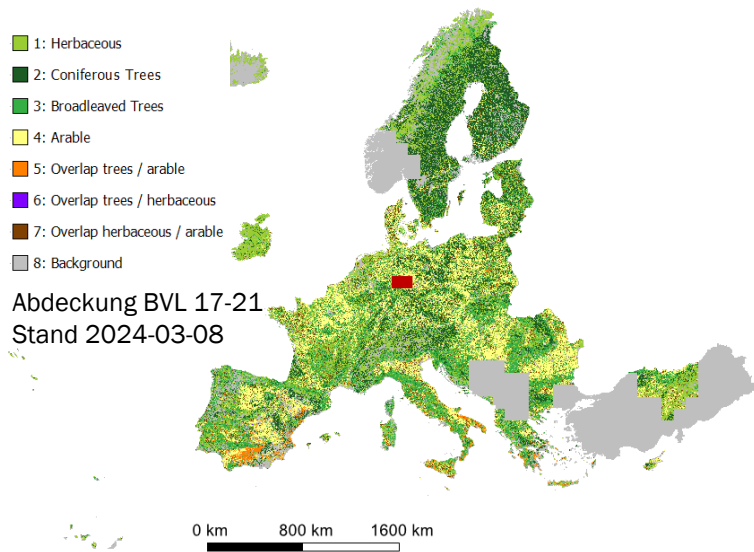 1: Herbaceous
2: Coniferous Trees
3: Broadleaved Trees
4: Arable
5: Overlap trees / arable
6: Overlap trees / herbaceous
7: Overlap herbaceous / arable
8: Background
Abdeckung BVL 17-21
Stand 2024-03-08
0 km 800 km 1600 km